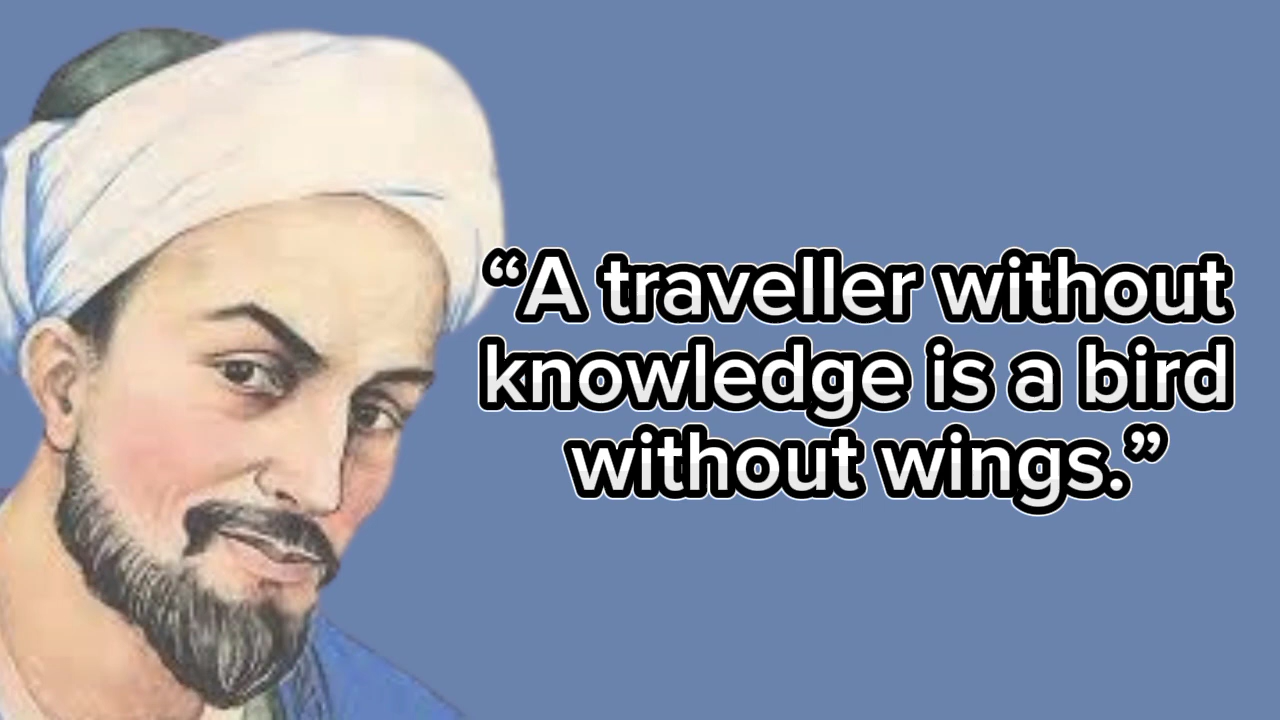 “A traveller without
knowledge is a bird
without wings.”